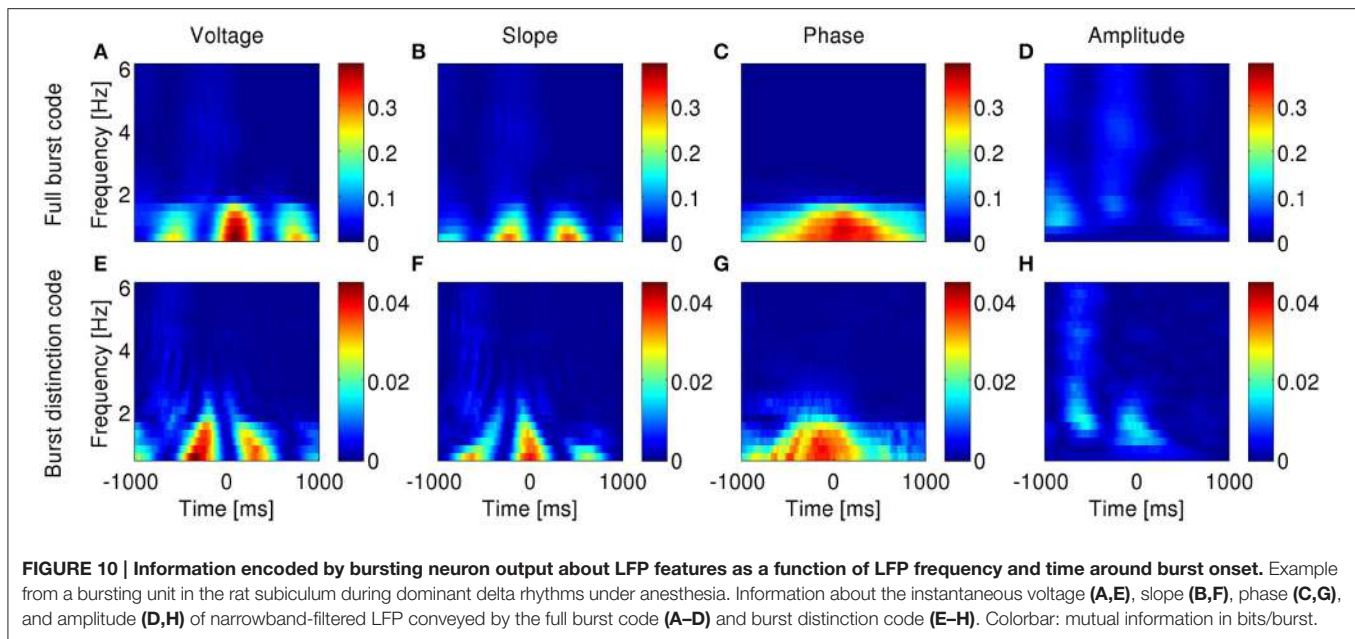 Voltage Slope Phase Amplitude
A B C D
Full burst code
Frequency [Hz]
6
4
2
0.3
0.2
0.1
0
0.3
0.2
0.1
0
0.3
0.2
0.1
0
0.3
0.2
0.1
0
E F G H
Burst distinction code
Frequency [Hz]
6
4
2
0.04
0.02
0
0.04
0.02
0
0.04
0.02
0
0.04
0.02
0
-1000 0 1000 -1000 0 1000 -1000 0 1000 -1000 0 1000
Time [ms] Time [ms] Time [ms] Time [ms]
FIGURE 10 | Information encoded by bursting neuron output about LFP features as a function of LFP frequency and time around burst onset. Example
from a bursting unit in the rat subiculum during dominant delta rhythms under anesthesia. Information about the instantaneous voltage (A,E), slope (B,F), phase (C,G),
and amplitude (D,H) of narrowband-filtered LFP conveyed by the full burst code (A–D) and burst distinction code (E–H). Colorbar: mutual information in bits/burst.